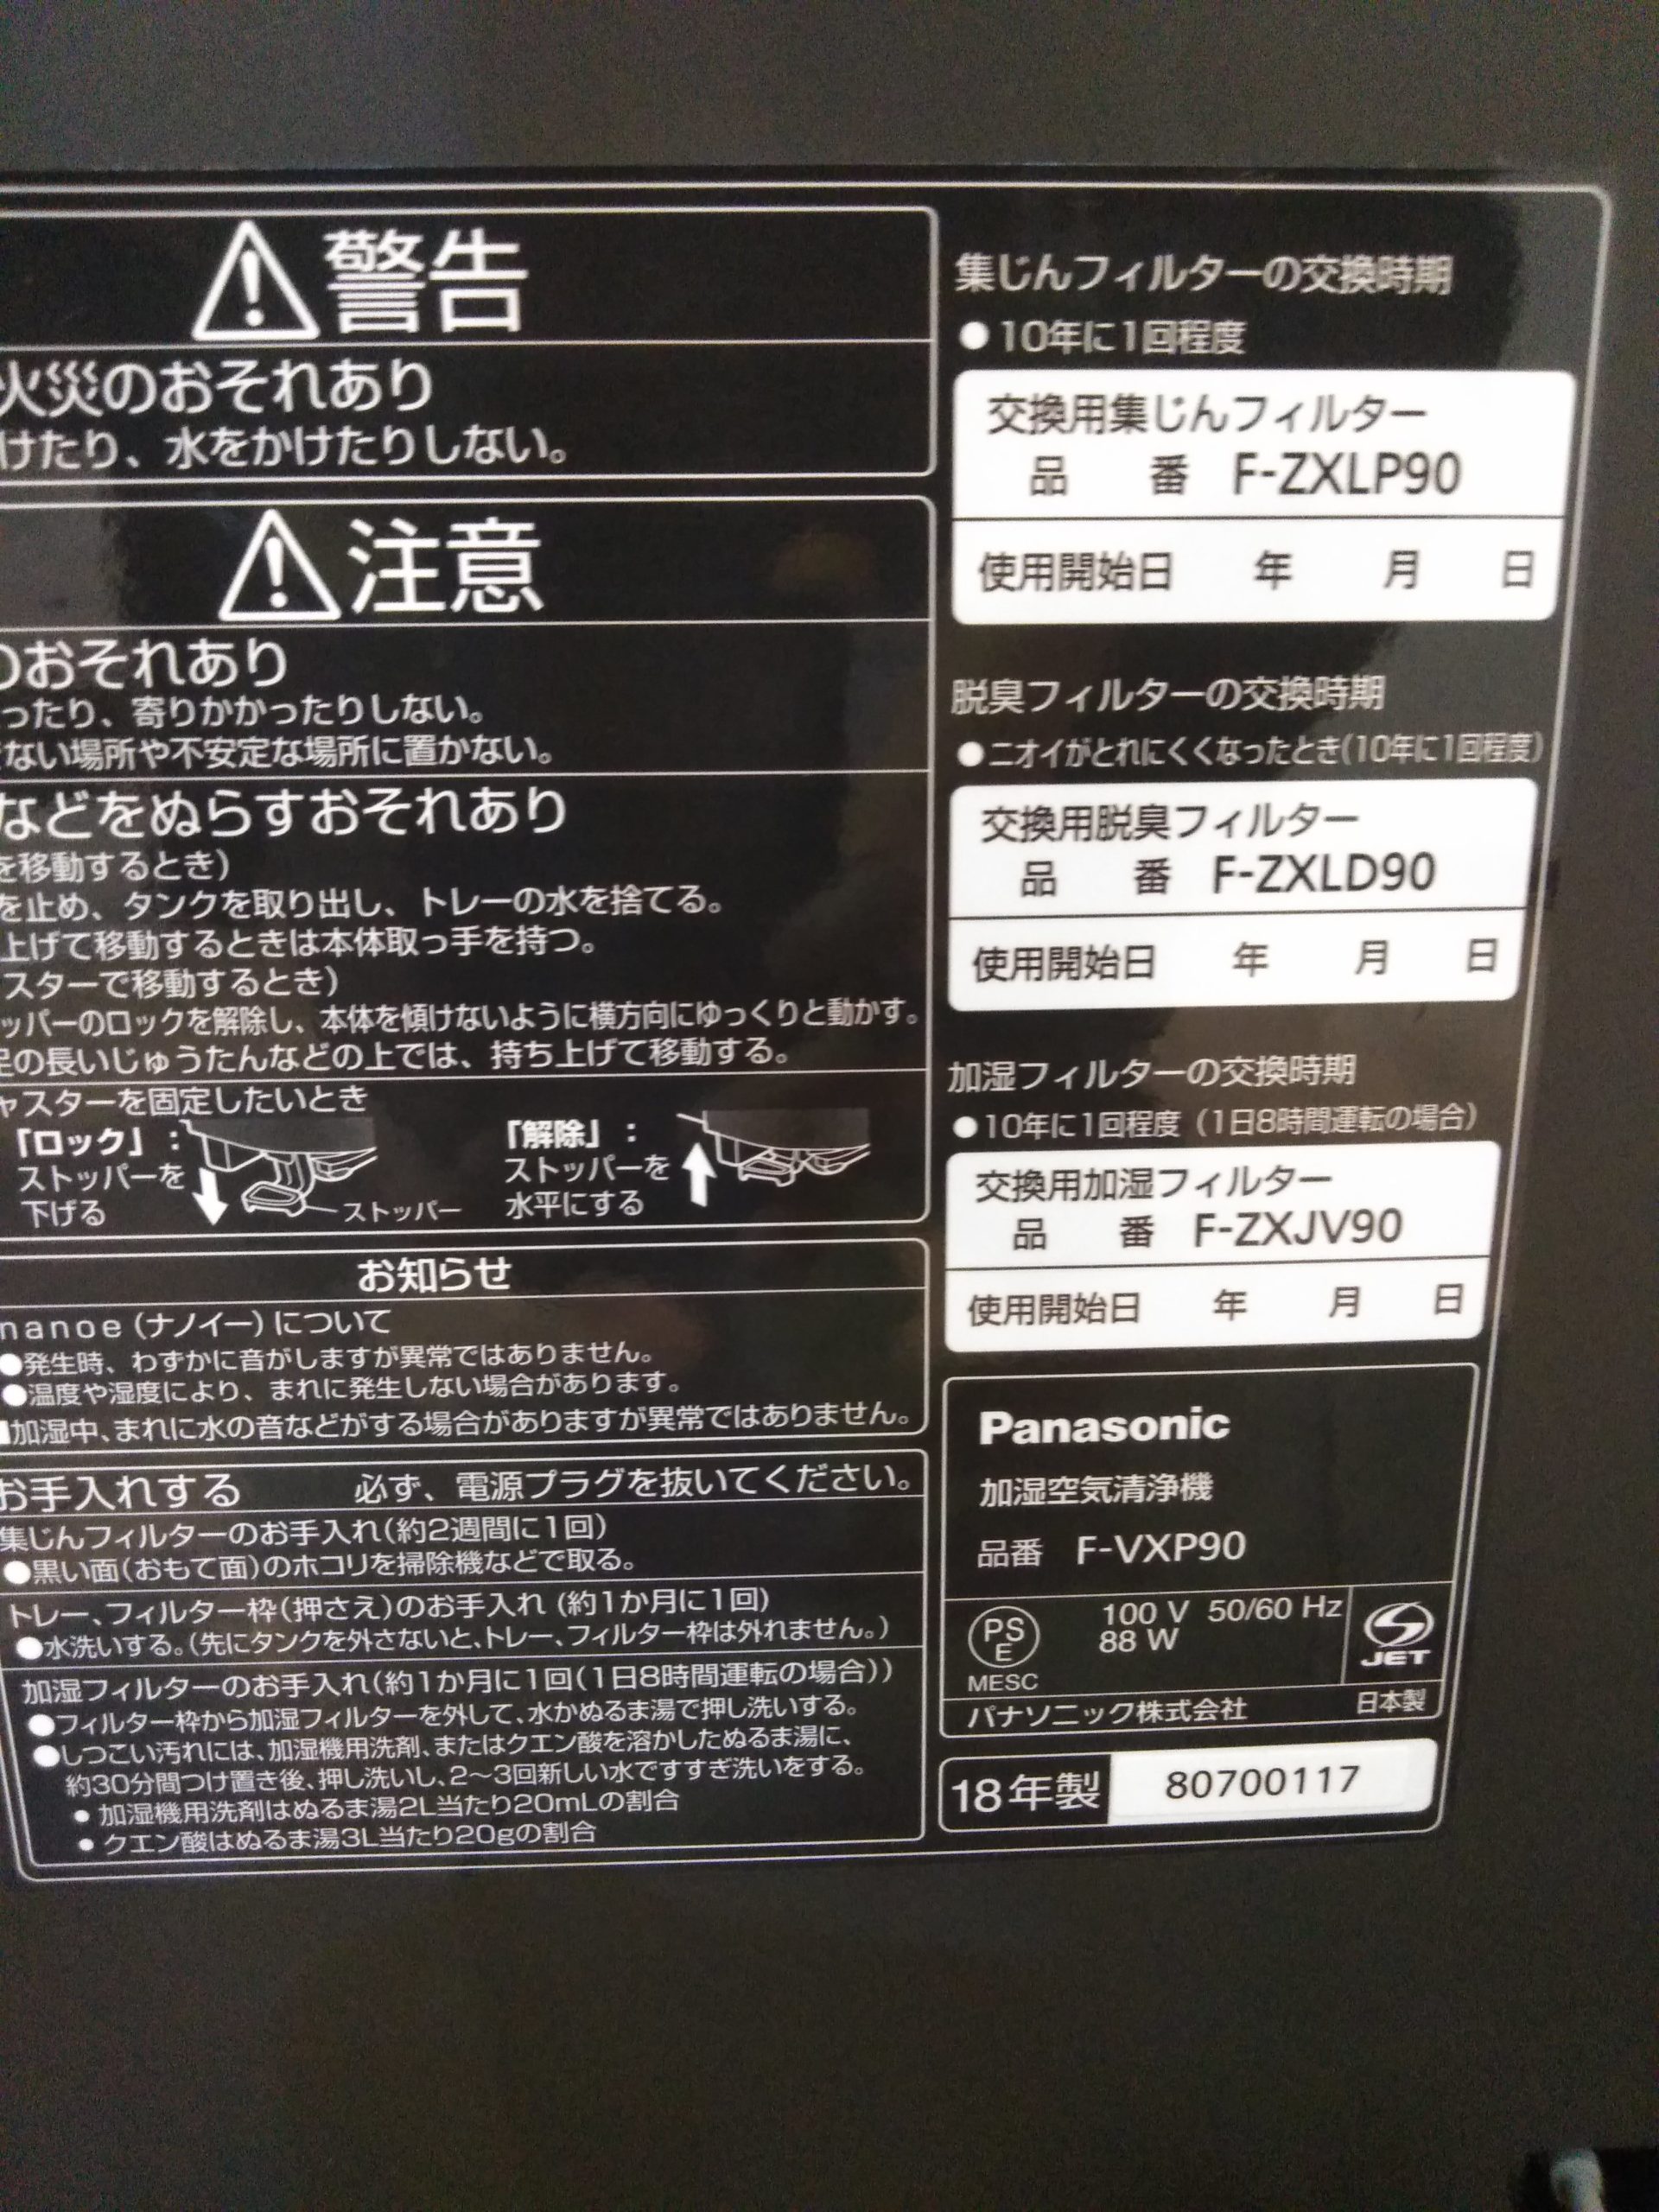 警告
火災のおそれあり
けたり、水をかけたりしない。
注意
おそれあり
ったり、寄りかかったりしない。
ない場所や不安定な場所に置かない。
などをぬらすおそれあり
を移動するとき)
を止め、タンクを取り出し、トレーの水を捨てる。
上げて移動するときは本体取っ手を持つ。
スターで移動するとき)
ッパーのロックを解除し、本体を傾けないように横方向にゆっくりと動かす。
足の長いじゅうたんなどの上では、持ち上げて移動する。
ャスターを固定したいとき
「ロック」:
ストッパーを
下げる
ストッパー
「解除」:
ストッパーを
水平にする
お知らせ
nanoe(ナノイー)について
●発生時、わずかに音がしますが異常ではありません。
●温度や湿度により、まれに発生しない場合があります。
■加湿中、まれに水の音などがする場合がありますが異常ではありません。
お手入れする 必ず、電源プラグを抜いてください。
集じんフィルターのお手入れ(約2週間に1回)
●黒い面(おもて面)のホコリを掃除機などで取る。
トレー、フィルター枠(押さえ)のお手入れ(約1か月に1回)
●水洗いする。(先にタンクを外さないと、トレー、フィルター枠は外れません。)
加湿フィルターのお手入れ(約1か月に1回(1日8時間運転の場合))
●フィルター枠から加湿フィルターを外して、水かぬるま湯で押し洗いする。
●しつこい汚れには、加湿機用洗剤、またはクエン酸を溶かしたぬるま湯に、
約30分間つけ置き後、押し洗いし、2〜3回新しい水ですすぎ洗いをする。
• 加湿機用洗剤はぬるま湯2L当たり20mLの割合
• クエン酸はぬるま湯3L当たり20gの割合
集じんフィルターの交換時期
●10年に1回程度
交換用集じんフィルター
品 番 F-ZXLP90
使用開始日 年 月 日
脱臭フィルターの交換時期
●ニオイがとれにくくなったとき(10年に1回程度)
交換用脱臭フィルター
品 番 F-ZXLD90
使用開始日 年 月 日
加湿フィルターの交換時期
●10年に1回程度(1日8時間運転の場合)
交換用加湿フィルター
品 番 F-ZXJV90
使用開始日 年 月 日
Panasonic
加湿空気清浄機
品番 F-VXP90
PS
E
MESC
100 V 50/60 Hz
88 W
JET
パナソニック株式会社 日本製
18年製 80700117